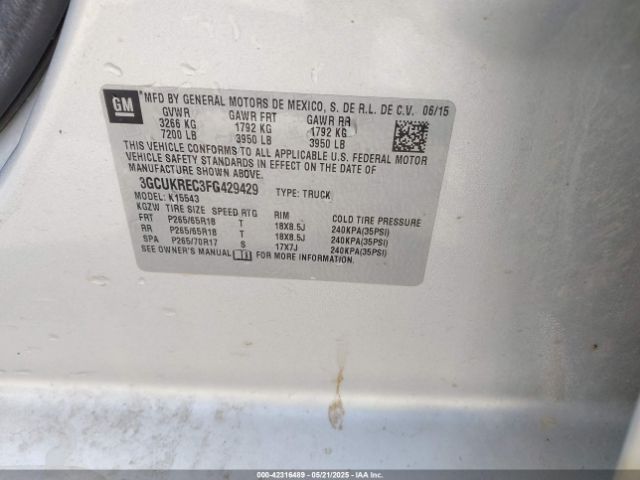 GM MFD BY GENERAL MOTORS DE MEXICO, S. DE R.L. DE C.V. 06/15
GVWR GAWR FRT GAWR RR
3266 KG 1792 KG 1792 KG
7200 LB 3950 LB 3950 LB
THIS VEHICLE CONFORMS TO ALL APPLICABLE U.S. FEDERAL MOTOR
VEHICLE SAFETY STANDARDS IN EFFECT ON THE DATE OF
MANUFACTURE SHOWN ABOVE.
3GCUKREC3FG429429 TYPE: TRUCK
MODEL: K15543
KGZW TIRE SIZE SPEED RTG RIM COLD TIRE PRESSURE
FRT P265/65R18 T 18X8.5J 240KPA(35PSI)
RR P265/65R18 T 18X8.5J 240KPA(35PSI)
SPA P265/70R17 S 17X7J 240KPA(35PSI)
SEE OWNER'S MANUAL FOR MORE INFORMATION.
000-42316489 - 05/21/2025 - IAAI.COM